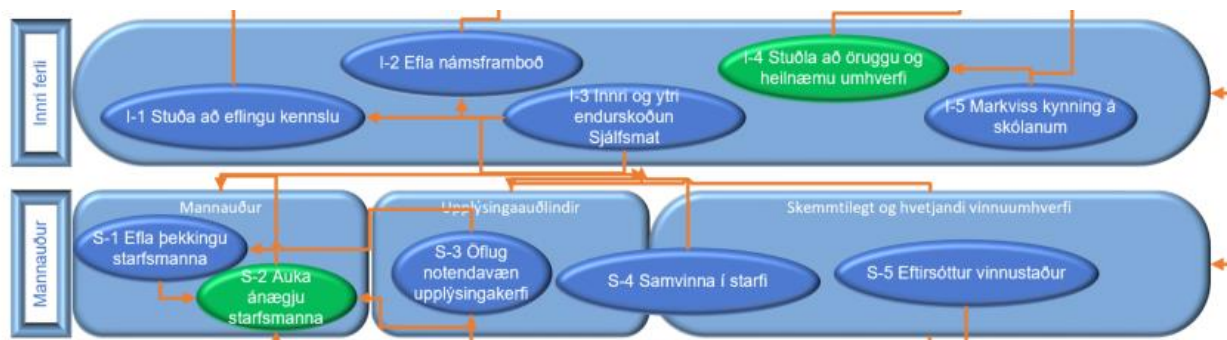 Innri ferli
I-1 Stuða að eflingu kennslu
I-2 Efla námsframboð
I-3 Innri og ytri
endurskoðun
Sjálfsmat
I-4 Stuðla að öruggu og
heilnæmu umhverfi
I-5 Markviss kynning á
skólanum
Mannauður
Mannauður
S-1 Efla þekkingu
starfsmanna
S-2 Auka
ánægju
starfsmanna
Upplýsingaauðlindir
S-3 Öflug
notendavæn
upplýsingakerfi
S-4 Samvinna í starfi
Skemmtilegt og hvetjandi vinnuumhverfi
S-5 Eftirsóttur vinnustaður